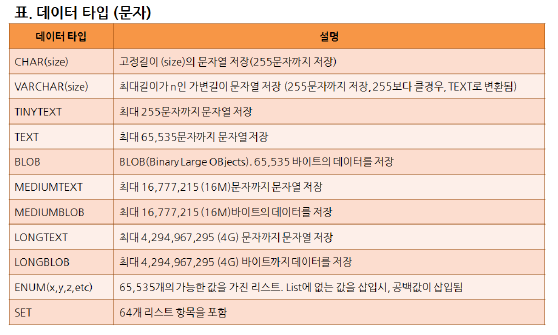 표. 데이터 타입 (문자)
데이터 타입 설명
CHAR(size) 고정길이 (size)의 문자열 저장(255문자까지 저장)
VARCHAR(size) 최대길이가 n인 가변길이 문자열 저장 (255문자까지 저장, 255보다 클경우, TEXT로 변환됨)
TINYTEXT 최대 255문자까지 문자열 저장
TEXT 최대 65,535문자까지 문자열 저장
BLOB BLOB(Binary Large OBjects). 65,535 바이트의 데이터를 저장
MEDIUMTEXT 최대 16,777,215 (16M)문자까지 문자열 저장
MEDIUMBLOB 최대 16,777,215 (16M)바이트의 데이터를 저장
LONGTEXT 최대 4,294,967,295 (4G) 문자까지 문자열 저장
LONGBLOB 최대 4,294,967,295 (4G) 바이트까지 데이터를 저장
ENUM(x,y,z,etc) 65,535개의 가능한 값을 가진 리스트. List에 없는 값을 삽입시, 공백값이 삽입됨
SET 64개 리스트 항목을 포함